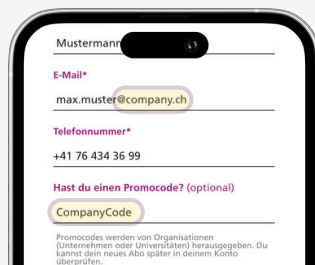 Mustermann
E-Mail*
max.muster@company.ch
Telefonnummer*
+41 76 434 36 99
Hast du einen Promocode? (optional)
CompanyCode
Promocodes werden von Organisationen
(Unternehmen oder Universitäten) herausgegeben. Du
kannst dein neues Abo später in deinem Konto
überprüfen.